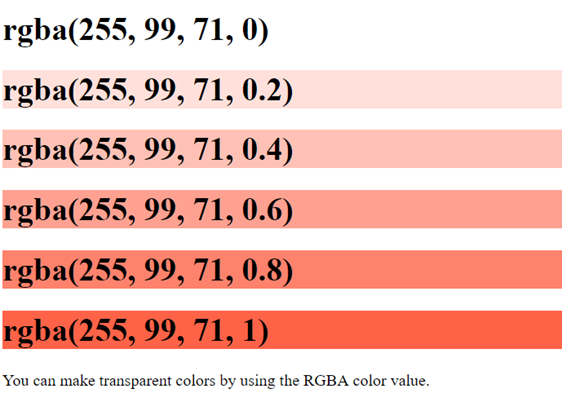 rgba(255, 99, 71, 0)
rgba(255, 99, 71, 0.2)
rgba(255, 99, 71, 0.4)
rgba(255, 99, 71, 0.6)
rgba(255, 99, 71, 0.8)
rgba(255, 99, 71, 1)
You can make transparent colors by using the RGBA color value.